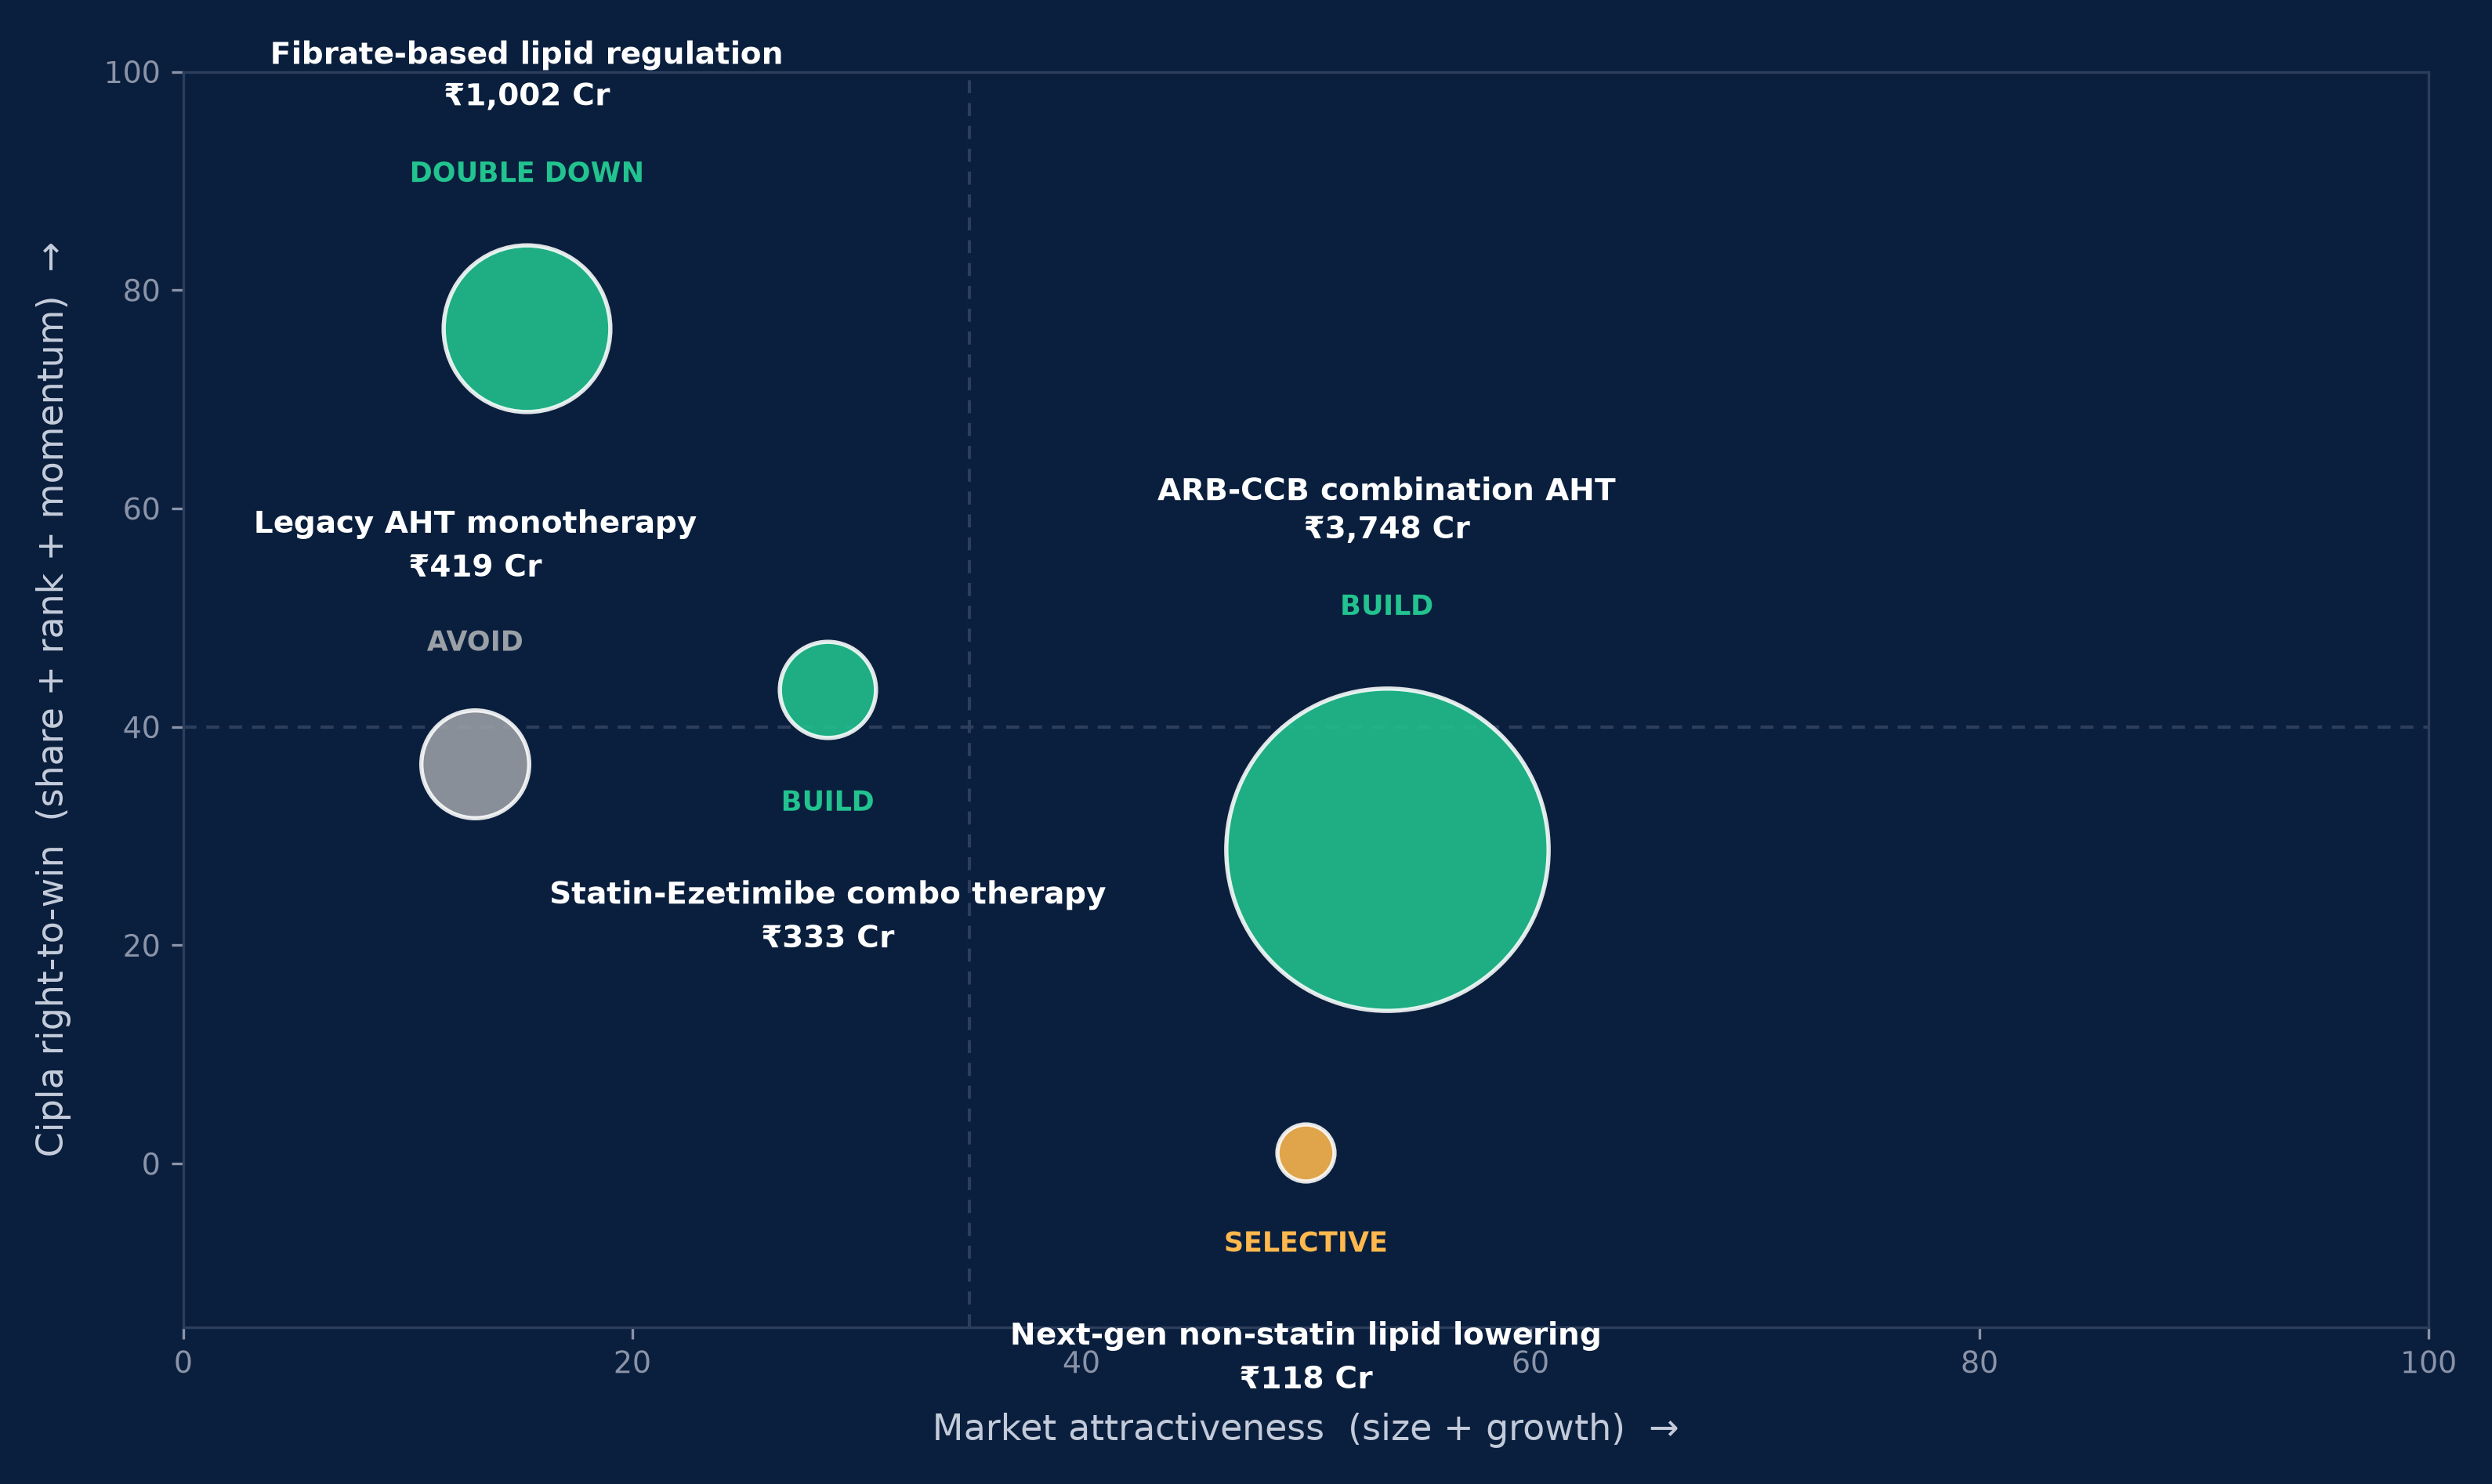 Fibrate-based lipid regulation
₹1,002 Cr
DOUBLE DOWN
Legacy AHT monotherapy
₹419 Cr
AVOID
ARB-CCB combination AHT
₹3,748 Cr
BUILD
BUILD
Statin-Ezetimibe combo therapy
₹333 Cr
SELECTIVE
Next-gen non-statin lipid lowering
₹118 Cr
100
80
60
40
20
0
0 20 40 60 80 100
Cipla right-to-win (share + rank + momentum) →
Market attractiveness (size + growth) →